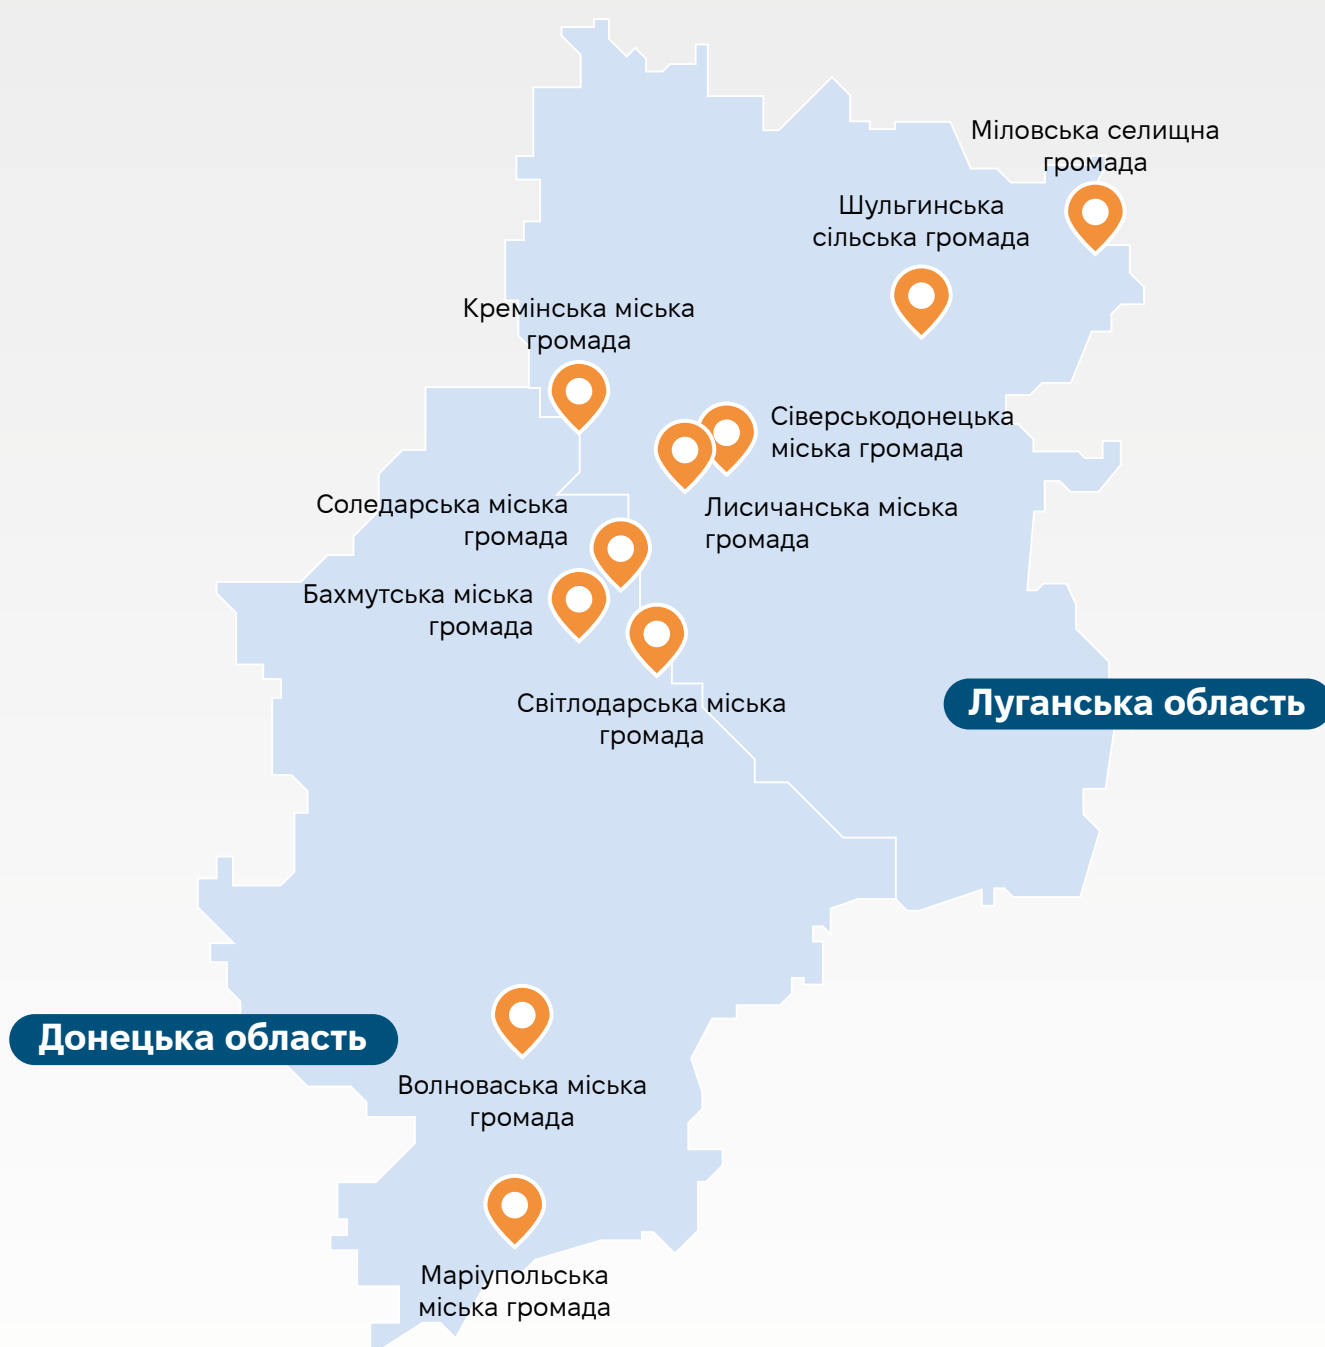 Міловська селищна
громада
Шульгинська
сільська громада
Кремінська міська
громада
Сіверськодонецька
міська громада
Лисичанська міська
громада
Соледарська міська
громада
Бахмутська міська
громада
Світлодарська міська
громада
Луганська область
Донецька область
Волноваська міська
громада
Маріупольська
міська громада